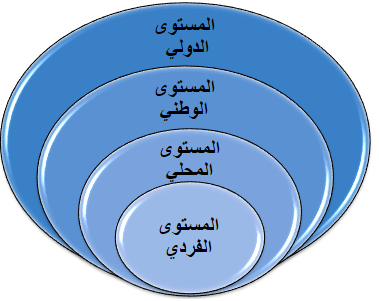 المستوى
الدولي
المستوى
الوطني
المستوى
المحلي
المستوى
الفردي